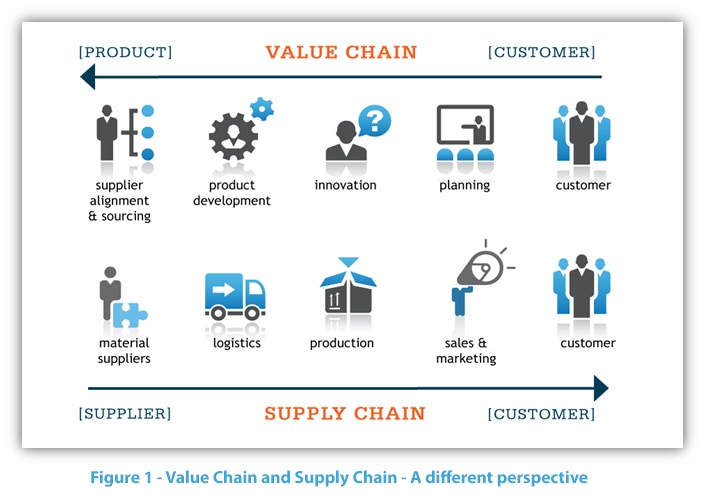 [PRODUCT] VALUE CHAIN [CUSTOMER]
supplier alignment & sourcing
product development
innovation
planning
customer
?
material suppliers
logistics
production
sales & marketing
customer
[SUPPLIER] SUPPLY CHAIN [CUSTOMER]
Figure 1 - Value Chain and Supply Chain - A different perspective